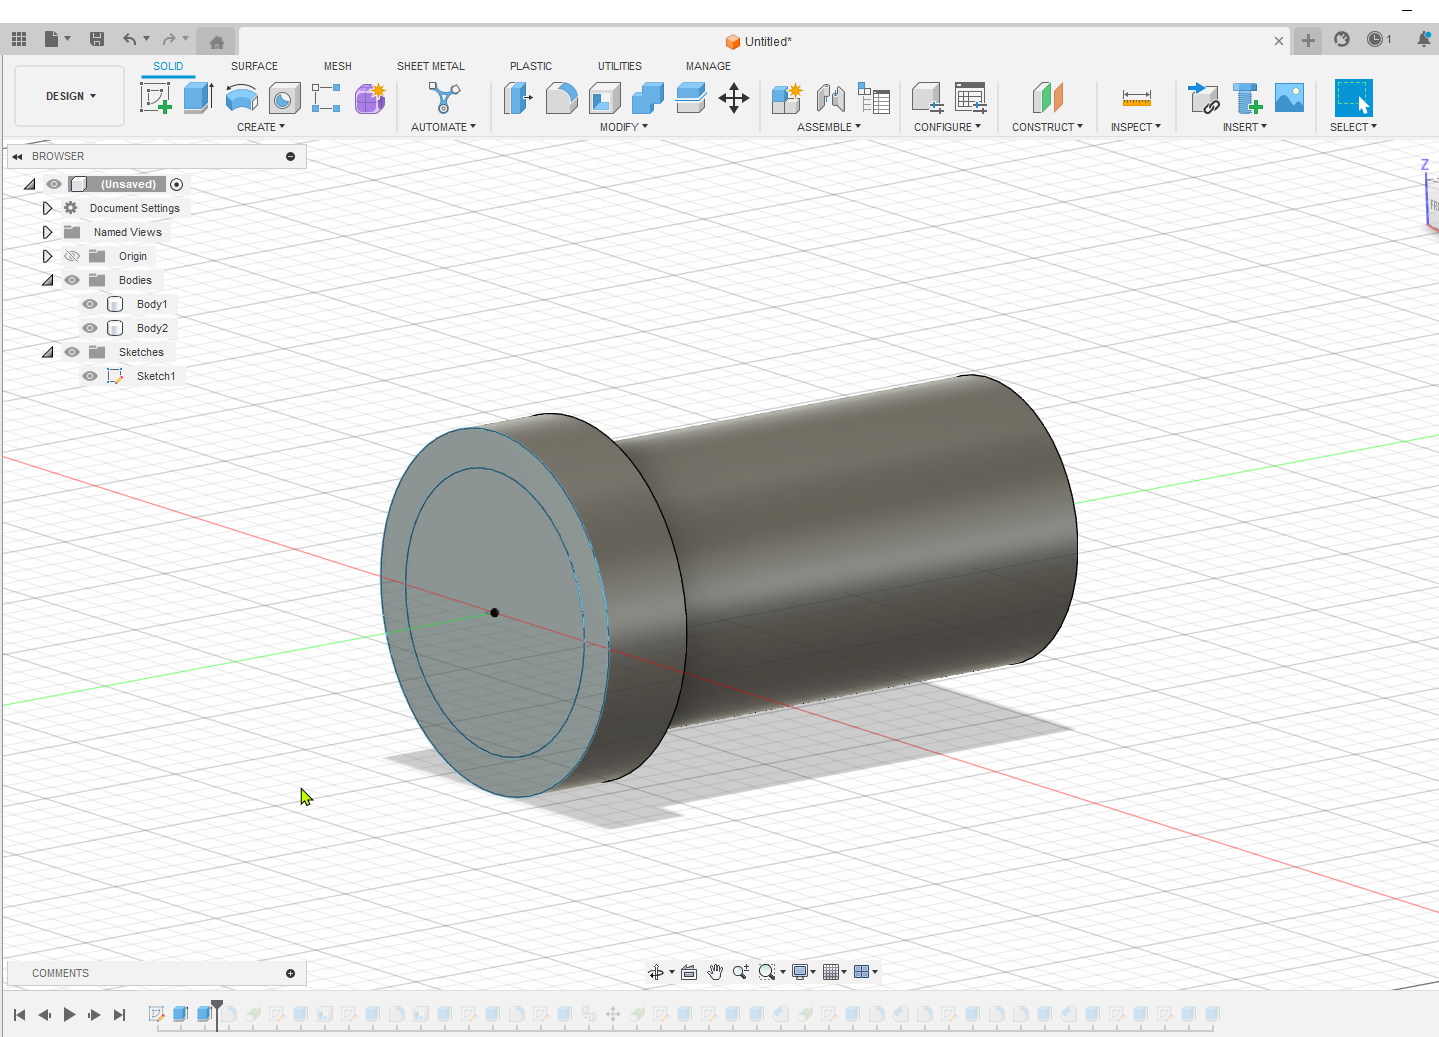 Untitled*
1
SOLID SURFACE MESH SHEET METAL PLASTIC UTILITIES MANAGE
DESIGN
CREATE AUTOMATE MODIFY ASSEMBLE CONFIGURE CONSTRUCT INSPECT INSERT SELECT
BROWSER
(Unsaved)
Document Settings
Named Views
Origin
Bodies
Body1
Body2
Sketches
Sketch1
Z
COMMENTS